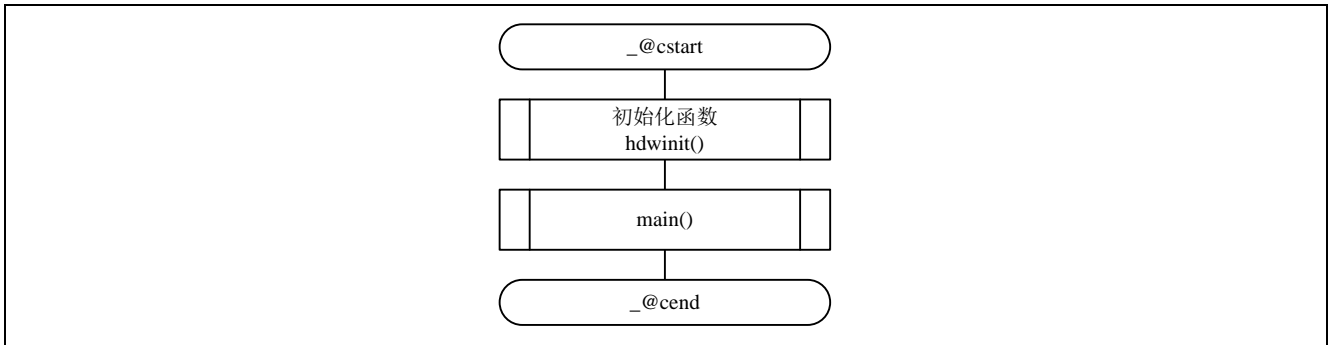 _@cstart
初始化函数
hdwinit()
main()
_@cend